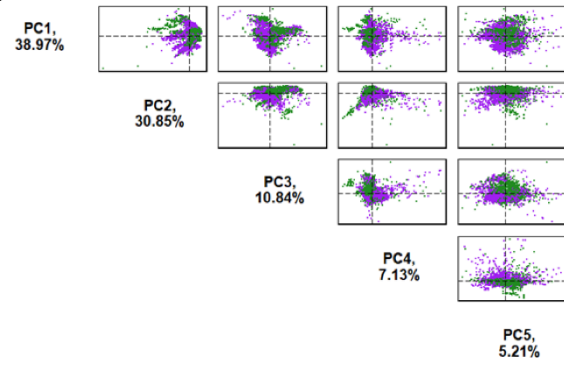 PC1,
38.97%
PC2,
30.85%
PC3,
10.84%
PC4,
7.13%
PC5,
5.21%